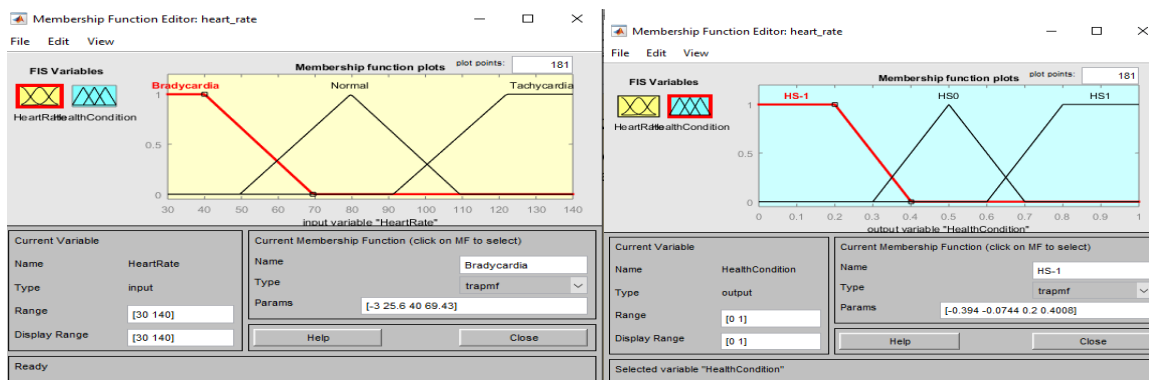 Membership Function Editor: heart_rate
File Edit View
FIS Variables
Membership function plots
plot points:
181
Bradycardia
Normal
Tachycardia
1
0.5
0
HeartRate
HealthCondition
30 40 50 60 70 80 90 100 110 120 130 140
input variable "HeartRate"
Current Variable
Name HeartRate
Type input
Range [30 140]
Display Range [30 140]
Current Membership Function (click on MF to select)
Name Bradycardia
Type trapmf
Params [-3 25.6 40 69.43]
Help Close
Ready
Membership Function Editor: heart_rate
File Edit View
FIS Variables
Membership function plots
plot points:
181
HS-1
HS0
HS1
1
0.5
0
HeartRate
HealthCondition
0 0.1 0.2 0.3 0.4 0.5 0.6 0.7 0.8 0.9 1
output variable "HealthCondition"
Current Variable
Name HealthCondition
Type output
Range [0 1]
Display Range [0 1]
Current Membership Function (click on MF to select)
Name HS-1
Type trapmf
Params [-0.394 -0.0744 0.2 0.4008]
Help Close
Selected variable "HealthCondition"